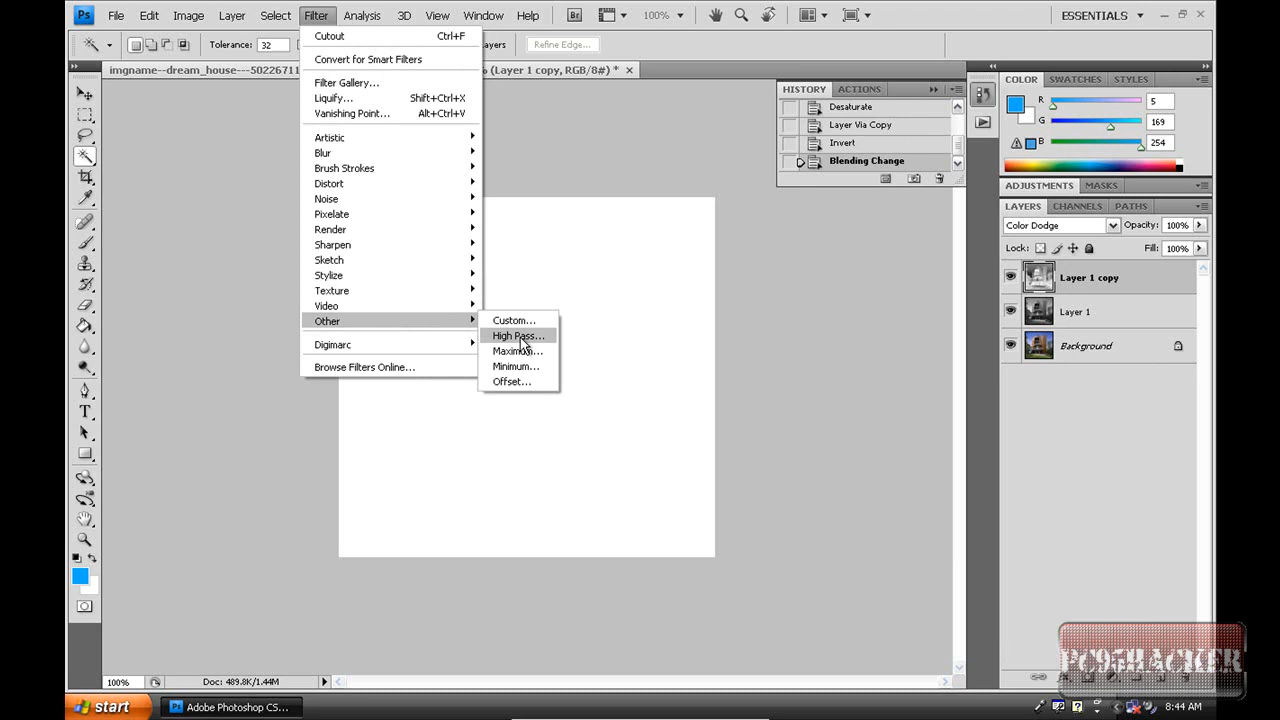 Ps File Edit Image Layer Select Filter Analysis 3D View Window Help Br 100% ESSENTIALS
Tolerance: 32 Layers Refine Edge...
imgname--dream_house---50226711 % (Layer 1 copy, RGB/8#) *
Cutout Ctrl+F
Convert for Smart Filters
Filter Gallery...
Liquify... Shift+Ctrl+X
Vanishing Point... Alt+Ctrl+V
Artistic
Blur
Brush Strokes
Distort
Noise
Pixelate
Render
Sharpen
Sketch
Stylize
Texture
Video
Other
Digimarc
Browse Filters Online...
Custom...
High Pass...
Maximum...
Minimum...
Offset...
HISTORY ACTIONS
Desaturate
Layer Via Copy
Invert
Blending Change
COLOR SWATCHES STYLES
R 5
G 169
B 254
ADJUSTMENTS MASKS
LAYERS CHANNELS PATHS
Color Dodge Opacity: 100%
Lock: Fill: 100%
Layer 1 copy
Layer 1
Background
100% Doc: 489.8K/1.44M
start Ps Adobe Photoshop CS... 8:44 AM